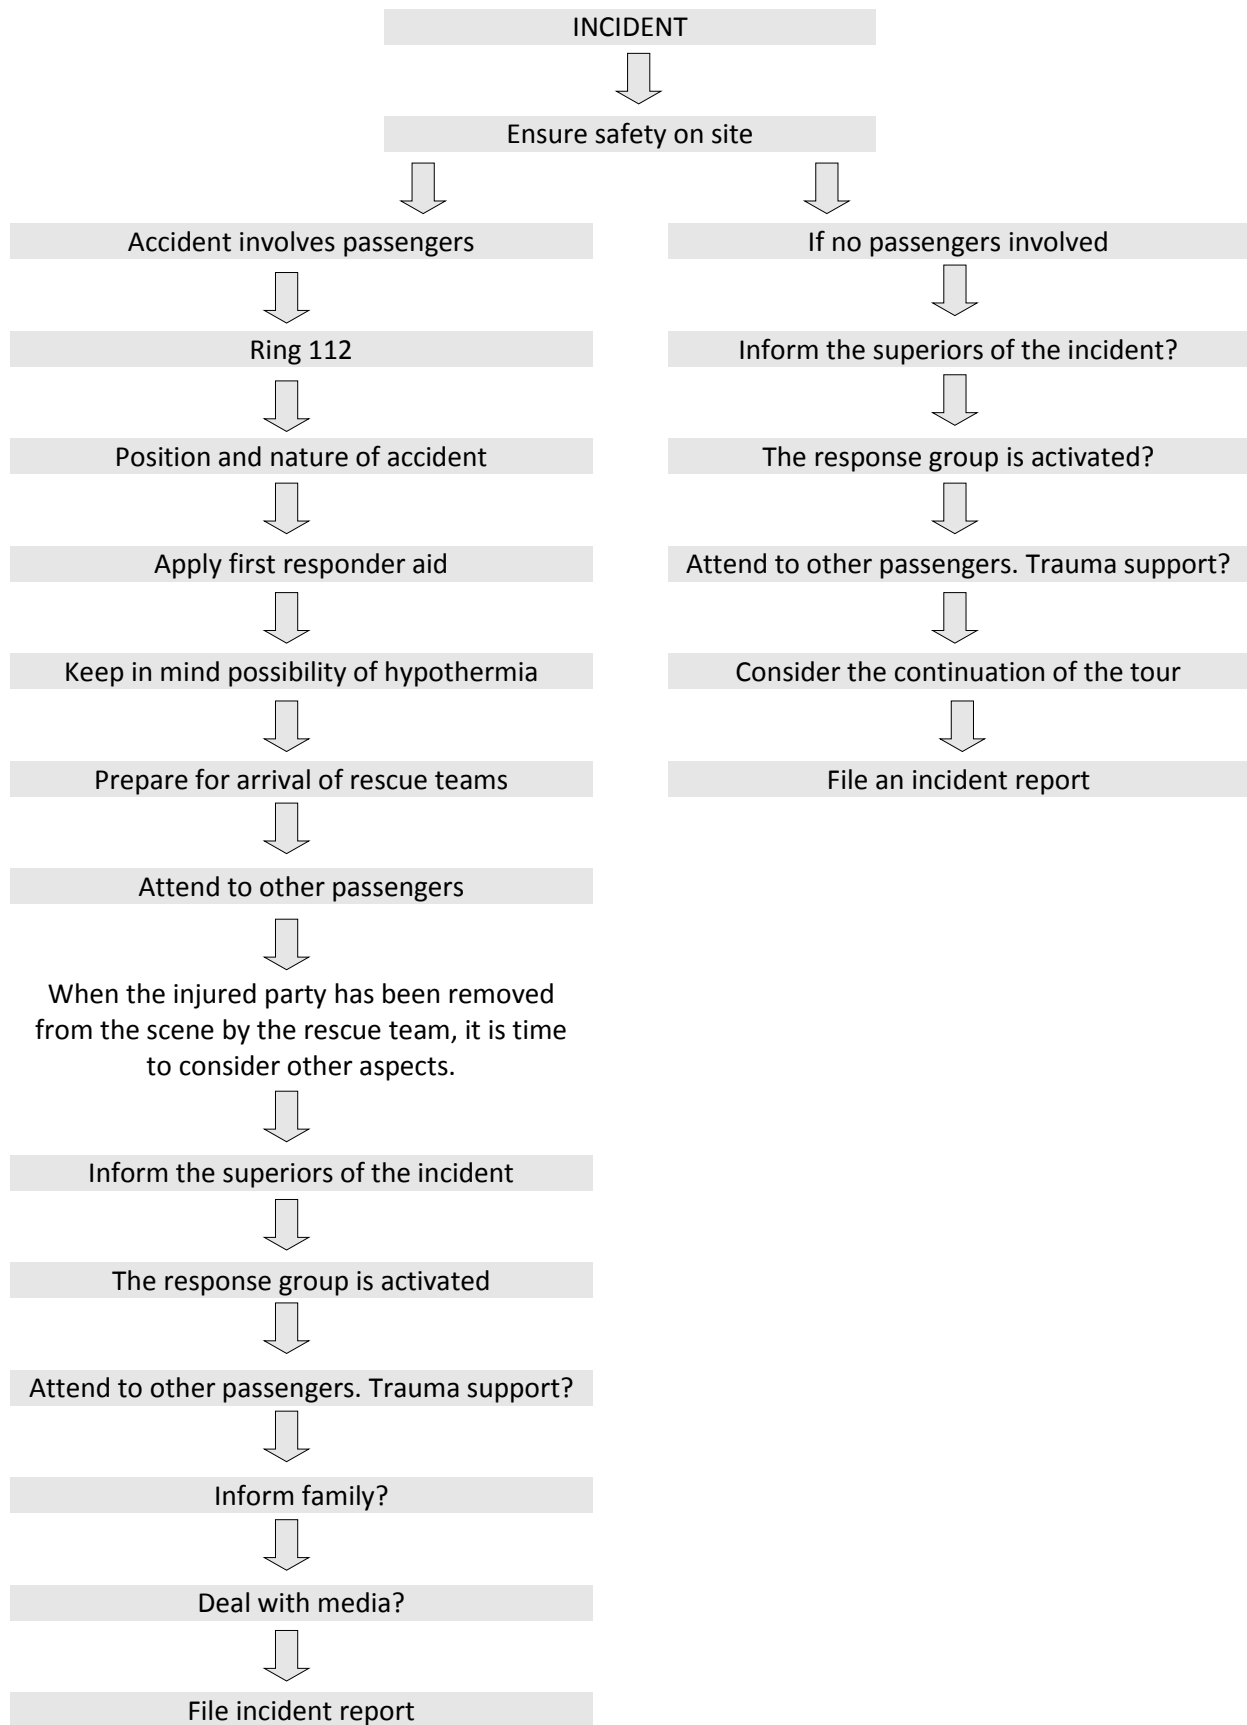 INCIDENT
Ensure safety on site
Accident involves passengers
Ring 112
Position and nature of accident
Apply first responder aid
Keep in mind possibility of hypothermia
Prepare for arrival of rescue teams
Attend to other passengers
When the injured party has been removed
from the scene by the rescue team, it is time
to consider other aspects.
Inform the superiors of the incident
The response group is activated
Attend to other passengers. Trauma support?
Inform family?
Deal with media?
File incident report
If no passengers involved
Inform the superiors of the incident?
The response group is activated?
Attend to other passengers. Trauma support?
Consider the continuation of the tour
File an incident report